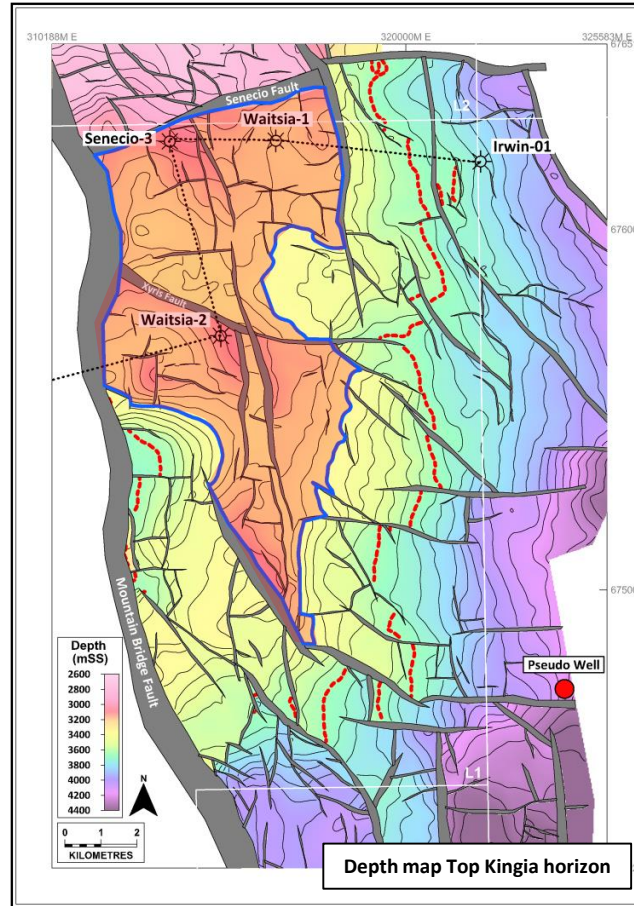 310188M E
320000M E
325583M E
6765
Senecio Fault
L2
Waitsia-1
Senecio-3
Irwin-01
67600
Xyris Fault
Waitsia-2
Mountain Bridge Fault
67500
Depth
(mSS)
2600
2800
3000
3200
3400
3600
3800
4000
4200
4400
Pseudo Well
N
L1
0 1 2
KILOMETRES
Depth map Top Kingia horizon